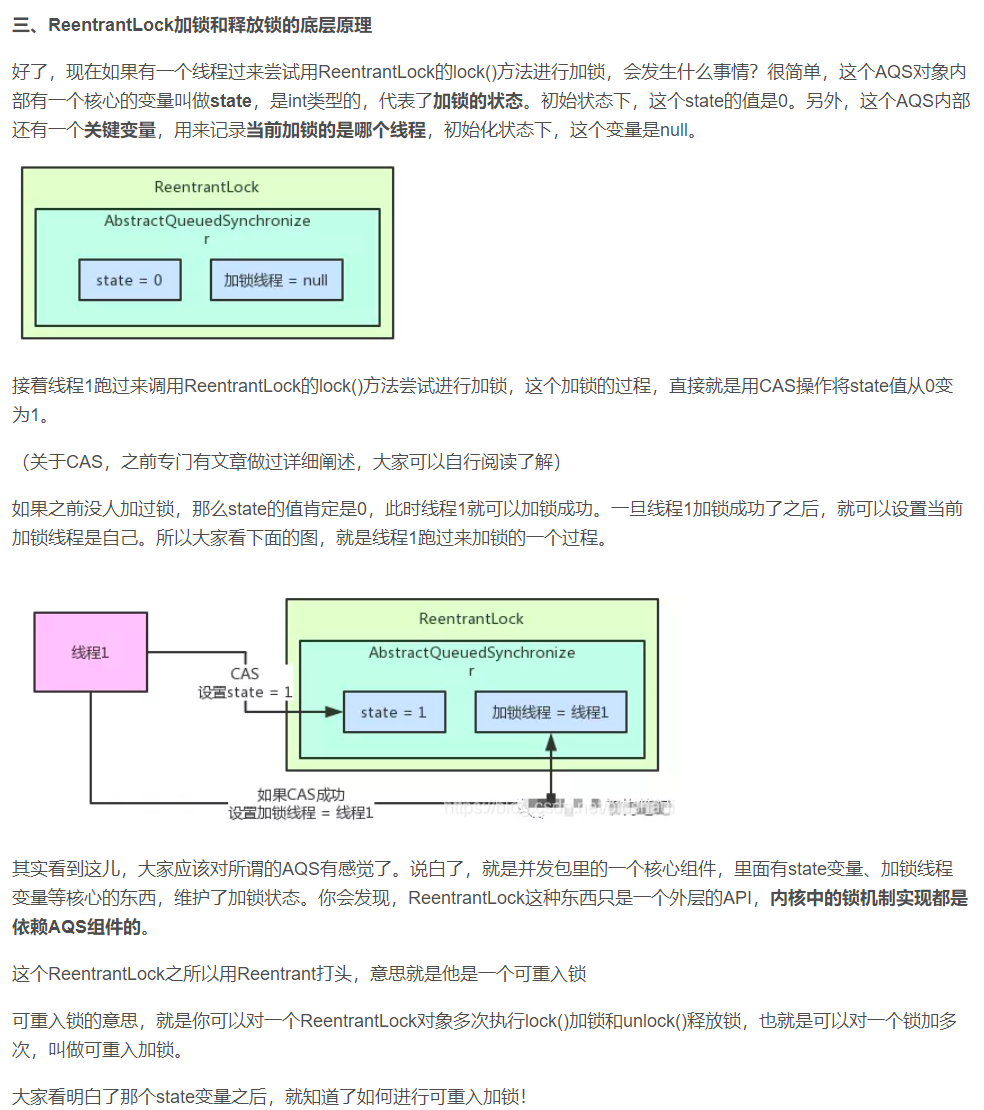 三、ReentrantLock加锁和释放锁的底层原理
好了，现在如果有一个线程过来尝试用ReentrantLock的lock()方法进行加锁，会发生什么事情？很简单，这个AQS对象内
部有一个核心的变量叫做state，是int类型的，代表了加锁的状态。初始状态下，这个state的值是0。另外，这个AQS内部
还有一个关键变量，用来记录当前加锁的是哪个线程，初始化状态下，这个变量是null。
ReentrantLock
AbstractQueuedSynchronize
r
state = 0
加锁线程 = null
接着线程1跑过来调用ReentrantLock的lock()方法尝试进行加锁，这个加锁的过程，直接就是用CAS操作将state值从0变
为1。
（关于CAS，之前专门有文章做过详细阐述，大家可以自行阅读了解）
如果之前没人加过锁，那么state的值肯定是0，此时线程1就可以加锁成功。一旦线程1加锁成功了之后，就可以设置当前
加锁线程是自己。所以大家看下面的图，就是线程1跑过来加锁的一个过程。
ReentrantLock
AbstractQueuedSynchronize
r
线程1
CAS
设置state = 1
state = 1
加锁线程 = 线程1
如果CAS成功
设置加锁线程 = 线程1
其实看到这儿，大家应该对所谓的AQS有感觉了。说白了，就是并发包里的一个核心组件，里面有state变量、加锁线程
变量等核心的东西，维护了加锁状态。你会发现，ReentrantLock这种东西只是一个外层的API，内核中的锁机制实现都是
依赖AQS组件的。
这个ReentrantLock之所以用Reentrant打头，意思就是他是一个可重入锁
可重入锁的意思，就是你可以对一个ReentrantLock对象多次执行lock()加锁和unlock()释放锁，也就是可以对一个锁加多
次，叫做可重入加锁。
大家看明白了那个state变量之后，就知道了如何进行可重入加锁！